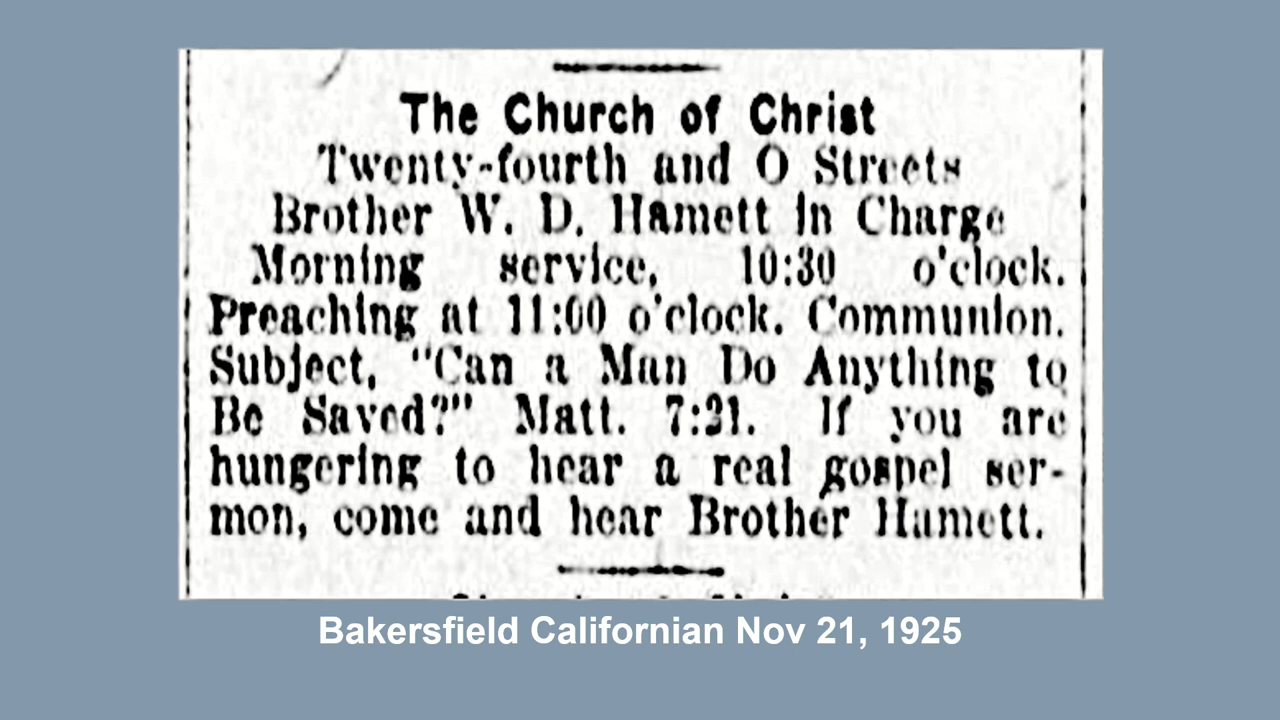 The Church of Christ
Twenty-fourth and O Streets
Brother W. D. Hamett in Charge
Morning service, 10:30 o'clock.
Preaching at 11:00 o'clock. Communion.
Subject, "Can a Man Do Anything to
Be Saved?" Matt. 7:21. If you are
hungering to hear a real gospel ser-
mon, come and hear Brother Hamett.
Bakersfield Californian Nov 21, 1925